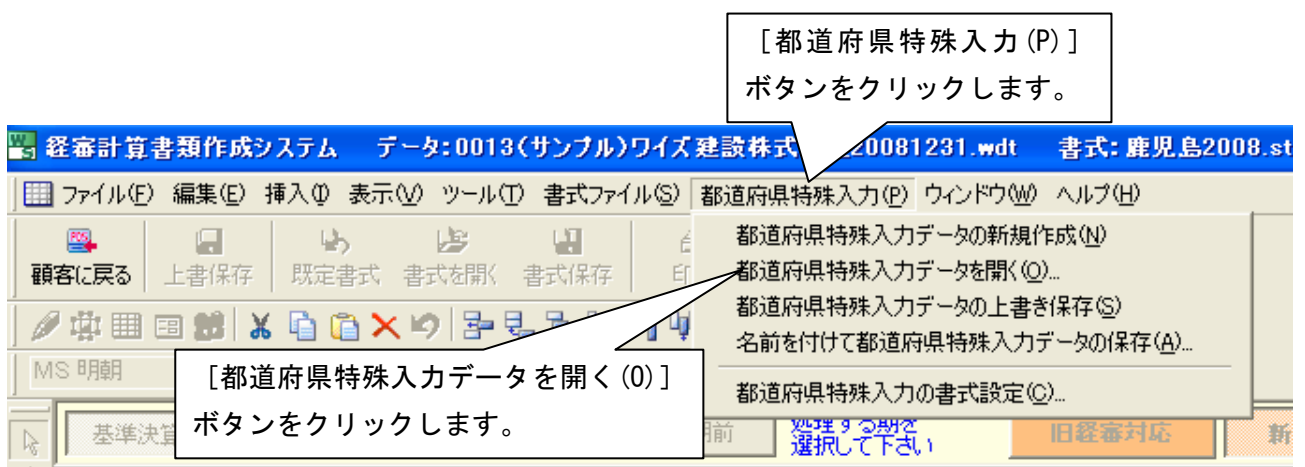 [都道府県特殊入力(P)]
ボタンをクリックします。
経審計算書類作成システム データ:0013(サンプル)ワイズ建設株式 20081231.wdt 書式:鹿児島2008.st
ファイル(F) 編集(E) 挿入(I) 表示(V) ツール(T) 書式ファイル(S) 都道府県特殊入力(P) ウィンドウ(W) ヘルプ(H)
都道府県特殊入力データの新規作成(N)
都道府県特殊入力データを開く(O)...
都道府県特殊入力データの上書き保存(S)
名前を付けて都道府県特殊入力データの保存(A)...
都道府県特殊入力の書式設定(C)...
顧客に戻る 上書保存 既定書式 書式を開く 書式保存 印
MS 明朝
[都道府県特殊入力データを開く(O)]
ボタンをクリックします。
基準決算 期前 処理する期を
選択して下さい
旧経審対応 新